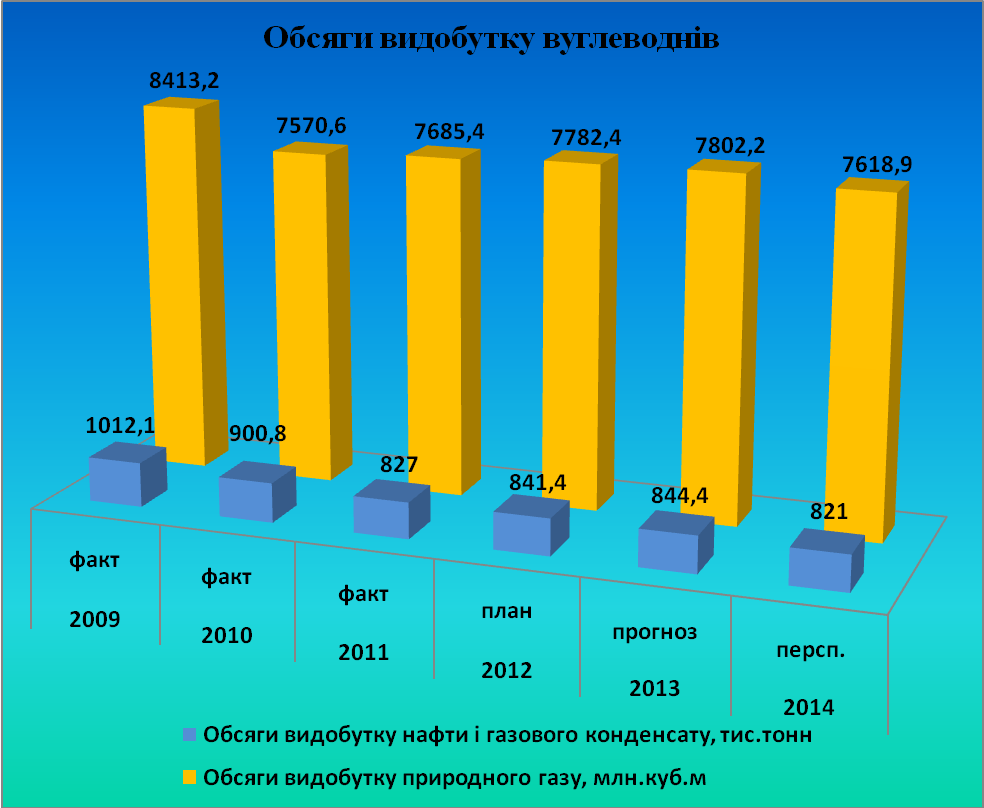 Обсяги видобутку вуглеводнів
8413,2
7570,6
7685,4
7782,4
7802,2
7618,9
1012,1
900,8
827
841,4
844,4
821
факт
факт
факт
план
прогноз
персп.
2009
2010
2011
2012
2013
2014
Обсяги видобутку нафти і газового конденсату, тис.тонн
Обсяги видобутку природного газу, млн.куб.м